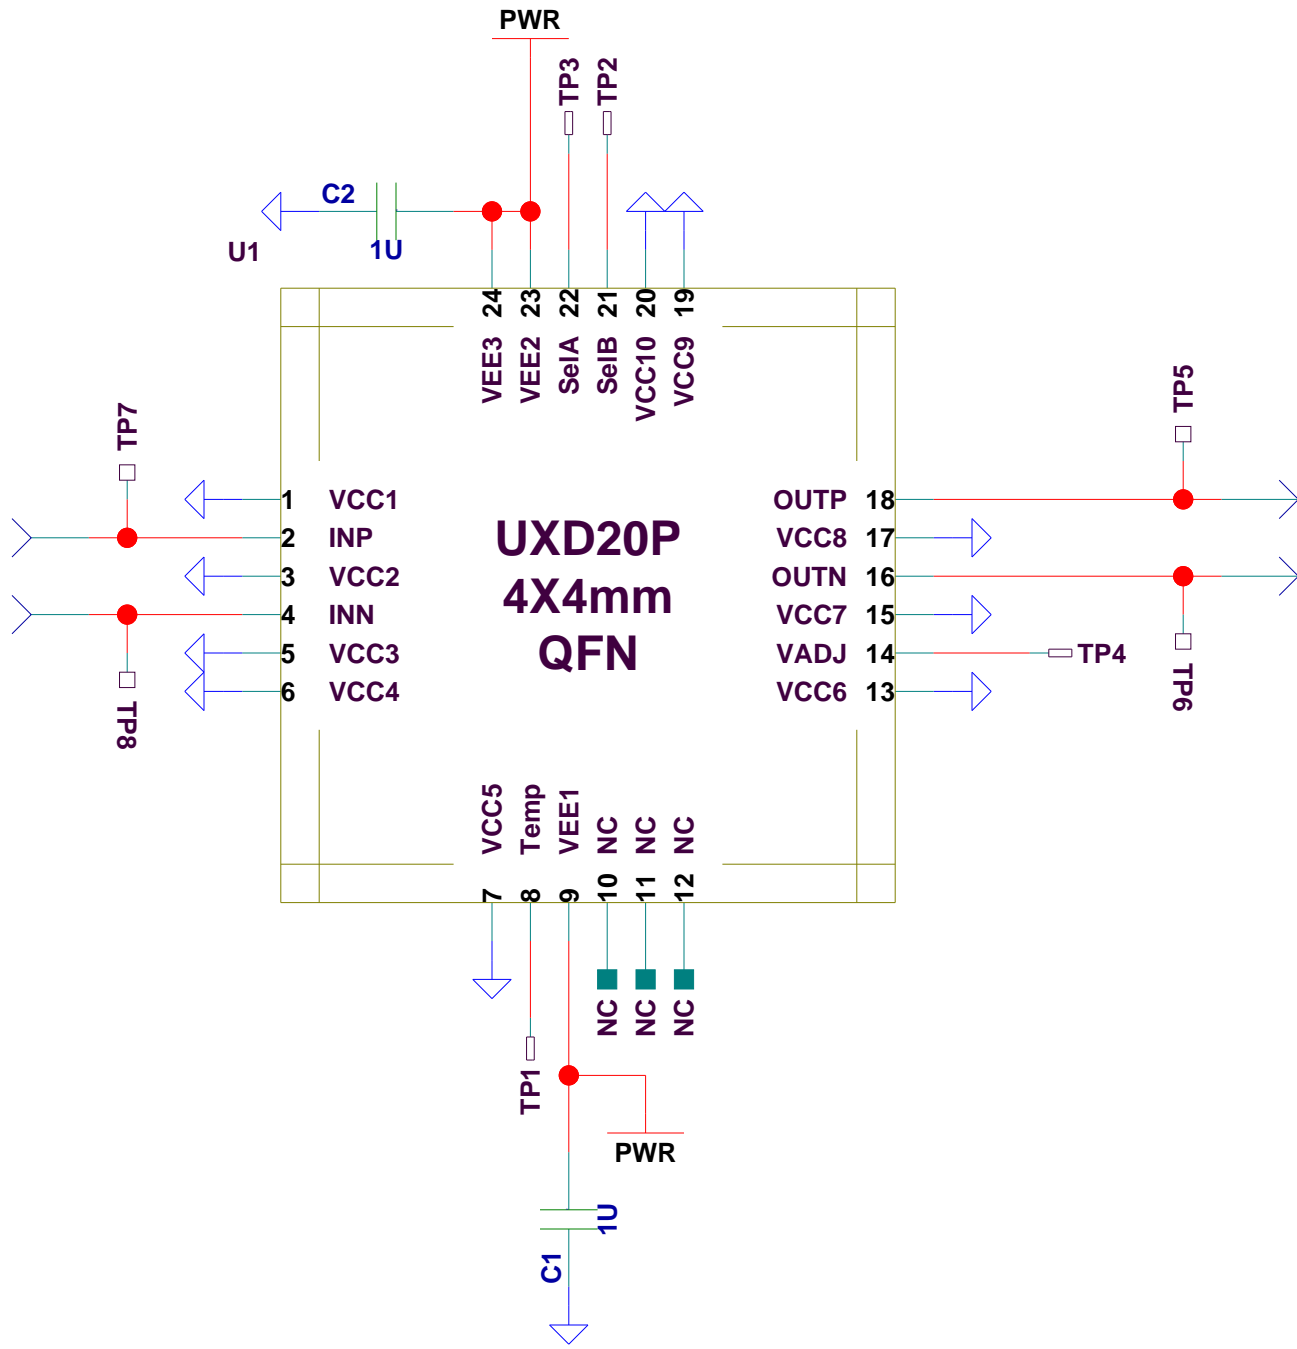 PWR
TP3
TP2
C2
1U
U1
24
23
22
21
20
19
VEE3
VEE2
SelA
SelB
VCC10
VCC9
TP7
TP5
1 VCC1
2 INP
3 VCC2
4 INN
5 VCC3
6 VCC4
UXD20P
4X4mm
QFN
OUTP 18
VCC8 17
OUTN 16
VCC7 15
VADJ 14
VCC6 13
TP4
TP8
TP6
VCC5
Temp
VEE1
NC
NC
NC
7
8
9
10
11
12
NC
NC
NC
TP1
PWR
1U
C1